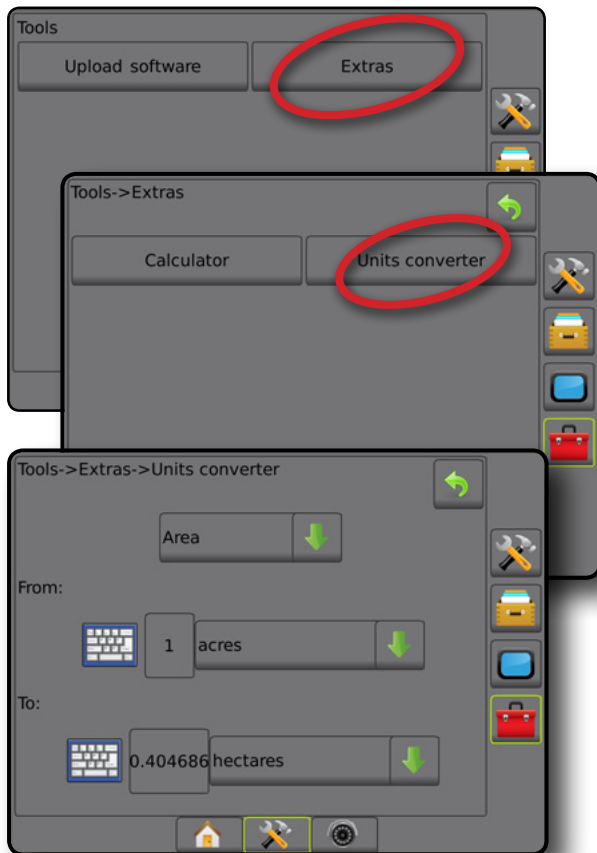 Tools
Upload software Extras
Tools->Extras
Calculator Units converter
Tools->Extras->Units converter
Area
From:
1 acres
To:
0.404686 hectares